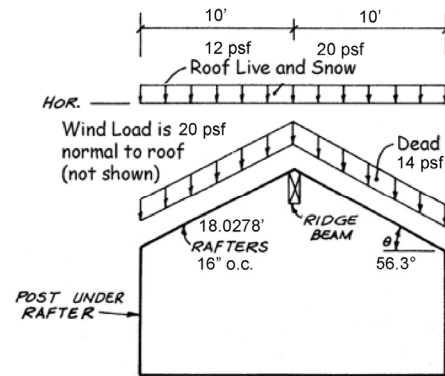 10' 10'
12 psf 20 psf
Roof Live and Snow
HOR.
Wind Load is 20 psf
normal to roof
(not shown)
Dead
14 psf
18.0278'
RAFTERS
16" o.c.
RIDGE
BEAM
θ
56.3°
POST UNDER
RAFTER